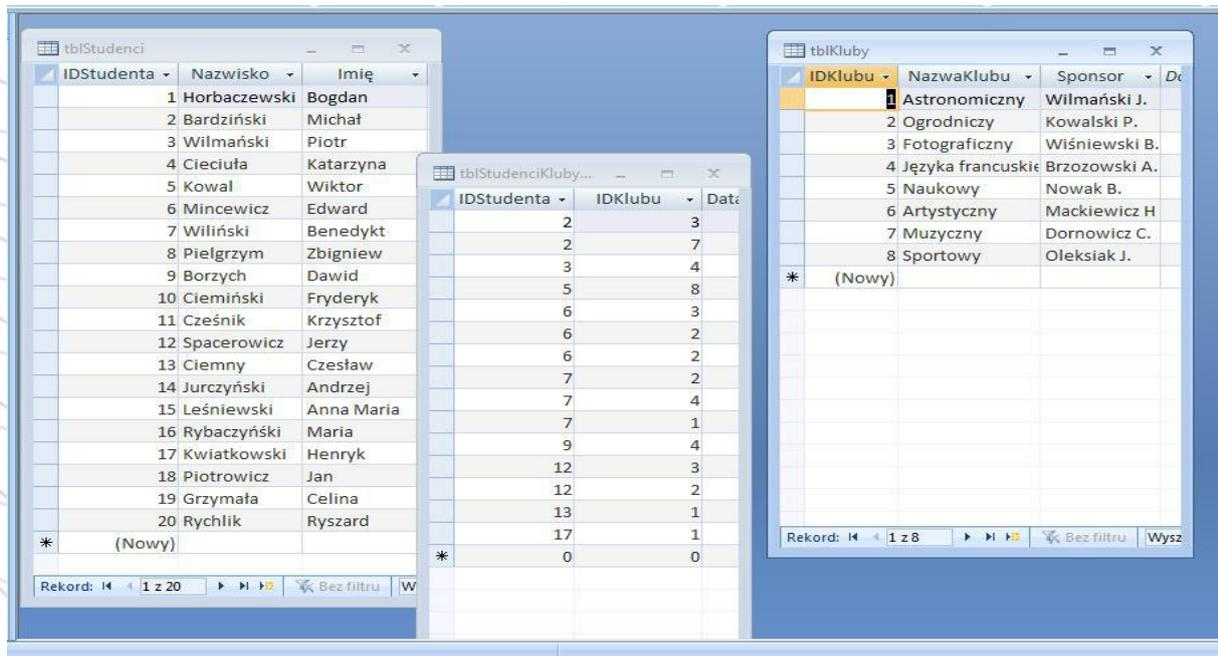 tblStudenci
IDStudenta Nazwisko Imię
1 Horbaczewski Bogdan
2 Bardziński Michał
3 Wilmański Piotr
4 Cieciuła Katarzyna
5 Kowal Wiktor
6 Mincewicz Edward
7 Wiliński Benedykt
8 Pielgrzym Zbigniew
9 Borzych Dawid
10 Ciemiński Fryderyk
11 Cześnik Krzysztof
12 Spacerowicz Jerzy
13 Ciemny Czesław
14 Jurczyński Andrzej
15 Leśniewski Anna Maria
16 Rybaczyńśki Maria
17 Kwiatkowski Henryk
18 Piotrowicz Jan
19 Grzymała Celina
20 Rychlik Ryszard
* (Nowy)
Rekord: 1 z 20 Bez filtru W
tblStudenciKluby...
IDStudenta IDKlubu Data
2 3
2 7
3 4
5 8
6 3
6 2
6 2
7 2
7 4
7 1
9 4
12 3
12 2
13 1
17 1
* 0 0
tblKluby
IDKlubu NazwaKlubu Sponsor Do
1 Astronomiczny Wilmański J.
2 Ogrodniczy Kowalski P.
3 Fotograficzny Wiśniewski B.
4 Języka francuskie Brzozowski A.
5 Naukowy Nowak B.
6 Artystyczny Mackiewicz H
7 Muzyczny Dornowicz C.
8 Sportowy Oleksiak J.
* (Nowy)
Rekord: 1 z 8 Bez filtru Wysz